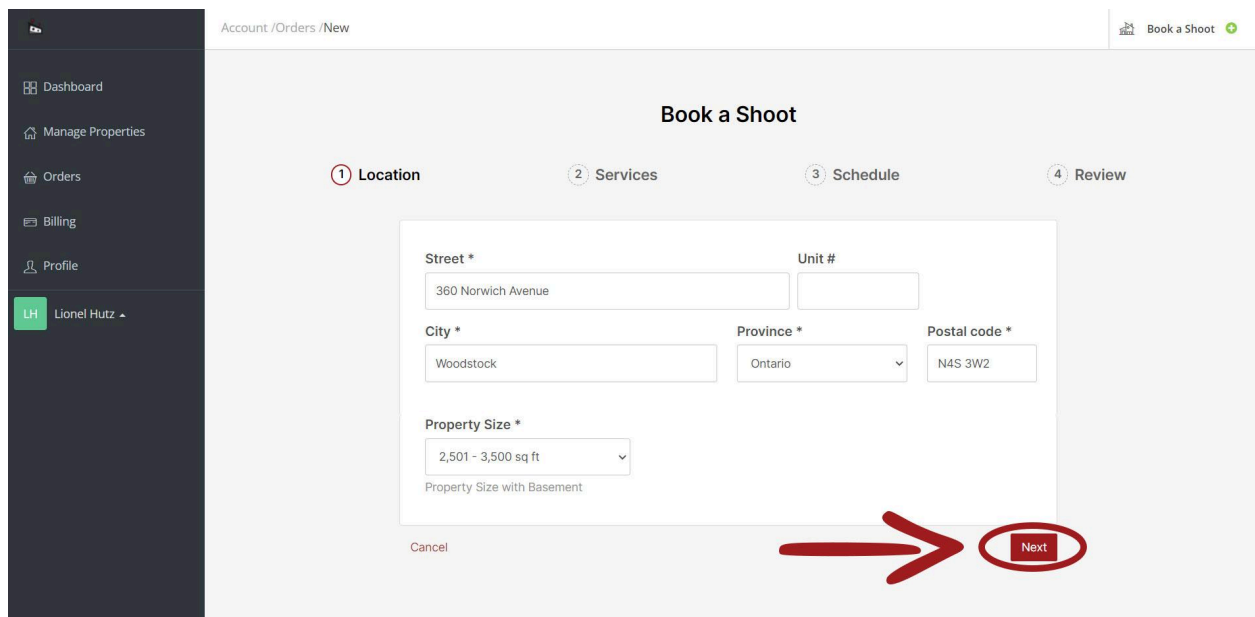 Account /Orders /New
Book a Shoot
Dashboard
Manage Properties
Orders
Billing
Profile
LH Lionel Hutz
Book a Shoot
1 Location
2 Services
3 Schedule
4 Review
Street *
Unit #
360 Norwich Avenue
City *
Province *
Postal code *
Woodstock
Ontario
N4S 3W2
Property Size *
2,501 - 3,500 sq ft
Property Size with Basement
Cancel
Next